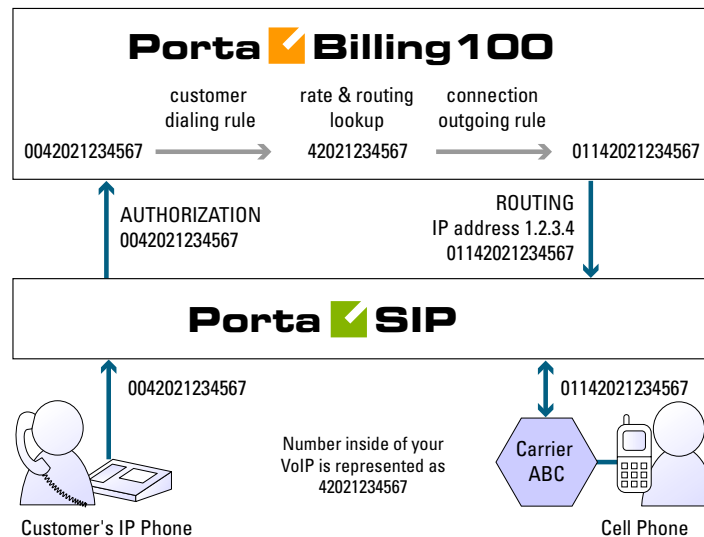 Porta Billing 100
customer
dialing rule
rate & routing
lookup
connection
outgoing rule
0042021234567
42021234567
01142021234567
AUTHORIZATION
0042021234567
ROUTING
IP address 1.2.3.4
01142021234567
Porta SIP
0042021234567
01142021234567
Number inside of your
VoIP is represented as
42021234567
Carrier
ABC
Customer's IP Phone
Cell Phone